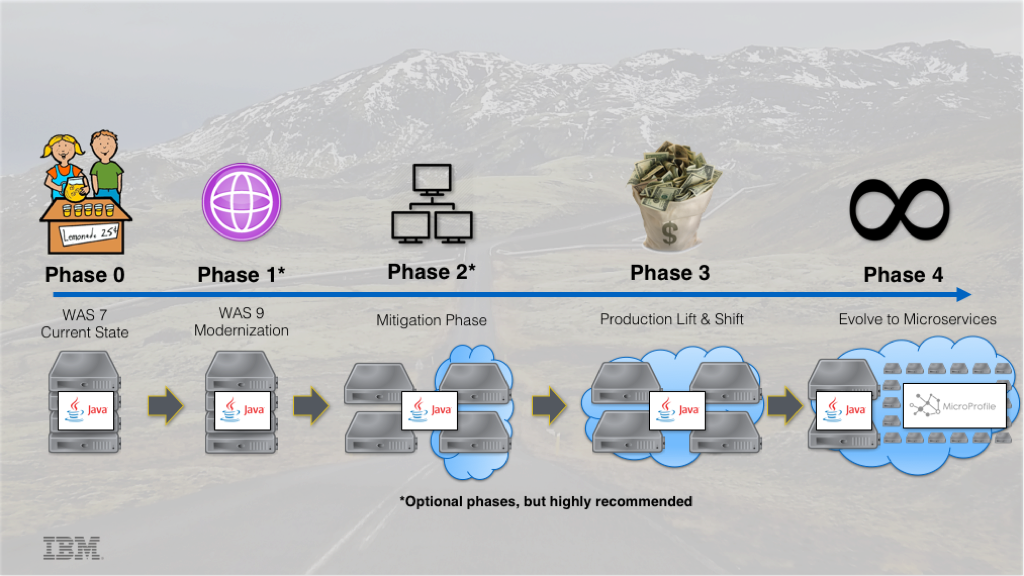 Lemonade 25¢
$
Phase 0
Phase 1*
Phase 2*
Phase 3
Phase 4
WAS 7
Current State
WAS 9
Modernization
Mitigation Phase
Production Lift & Shift
Evolve to Microservices
Java
Java
Java
Java
Java
MicroProfile
*Optional phases, but highly recommended
IBM